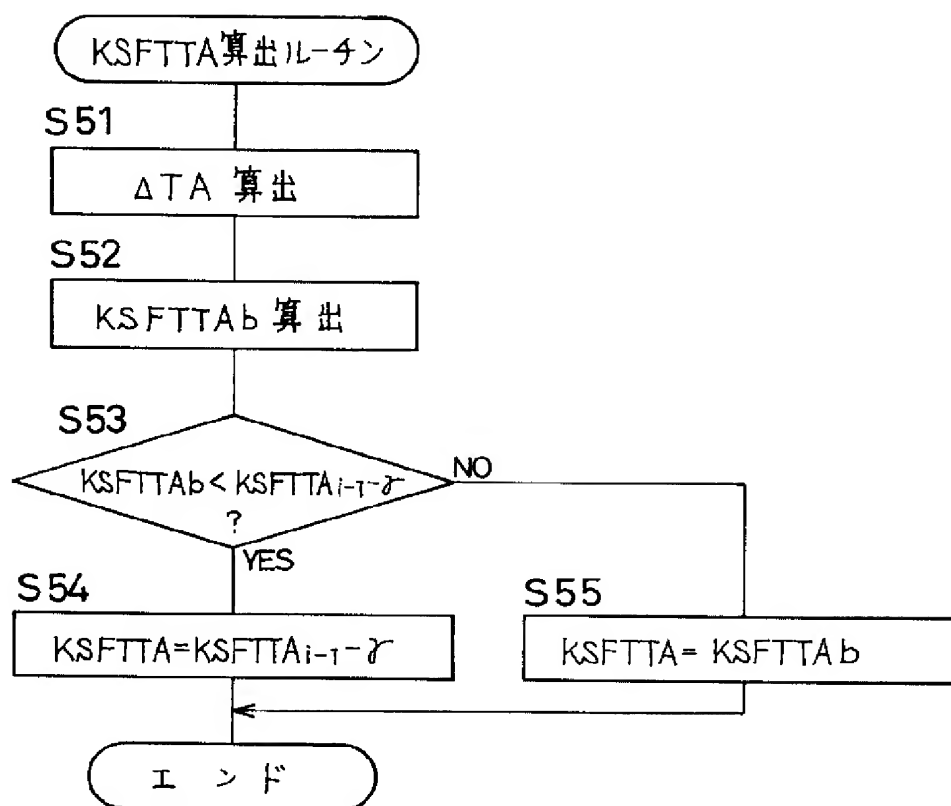 KSFTTA算出ルーチン
S51
ΔTA 算出
S52
KSFTTAb 算出
S53
KSFTTAb < KSFTTAi-1-γ
?
NO
YES
S54
KSFTTA=KSFTTAi-1-γ
S55
KSFTTA= KSFTTAb
エンド